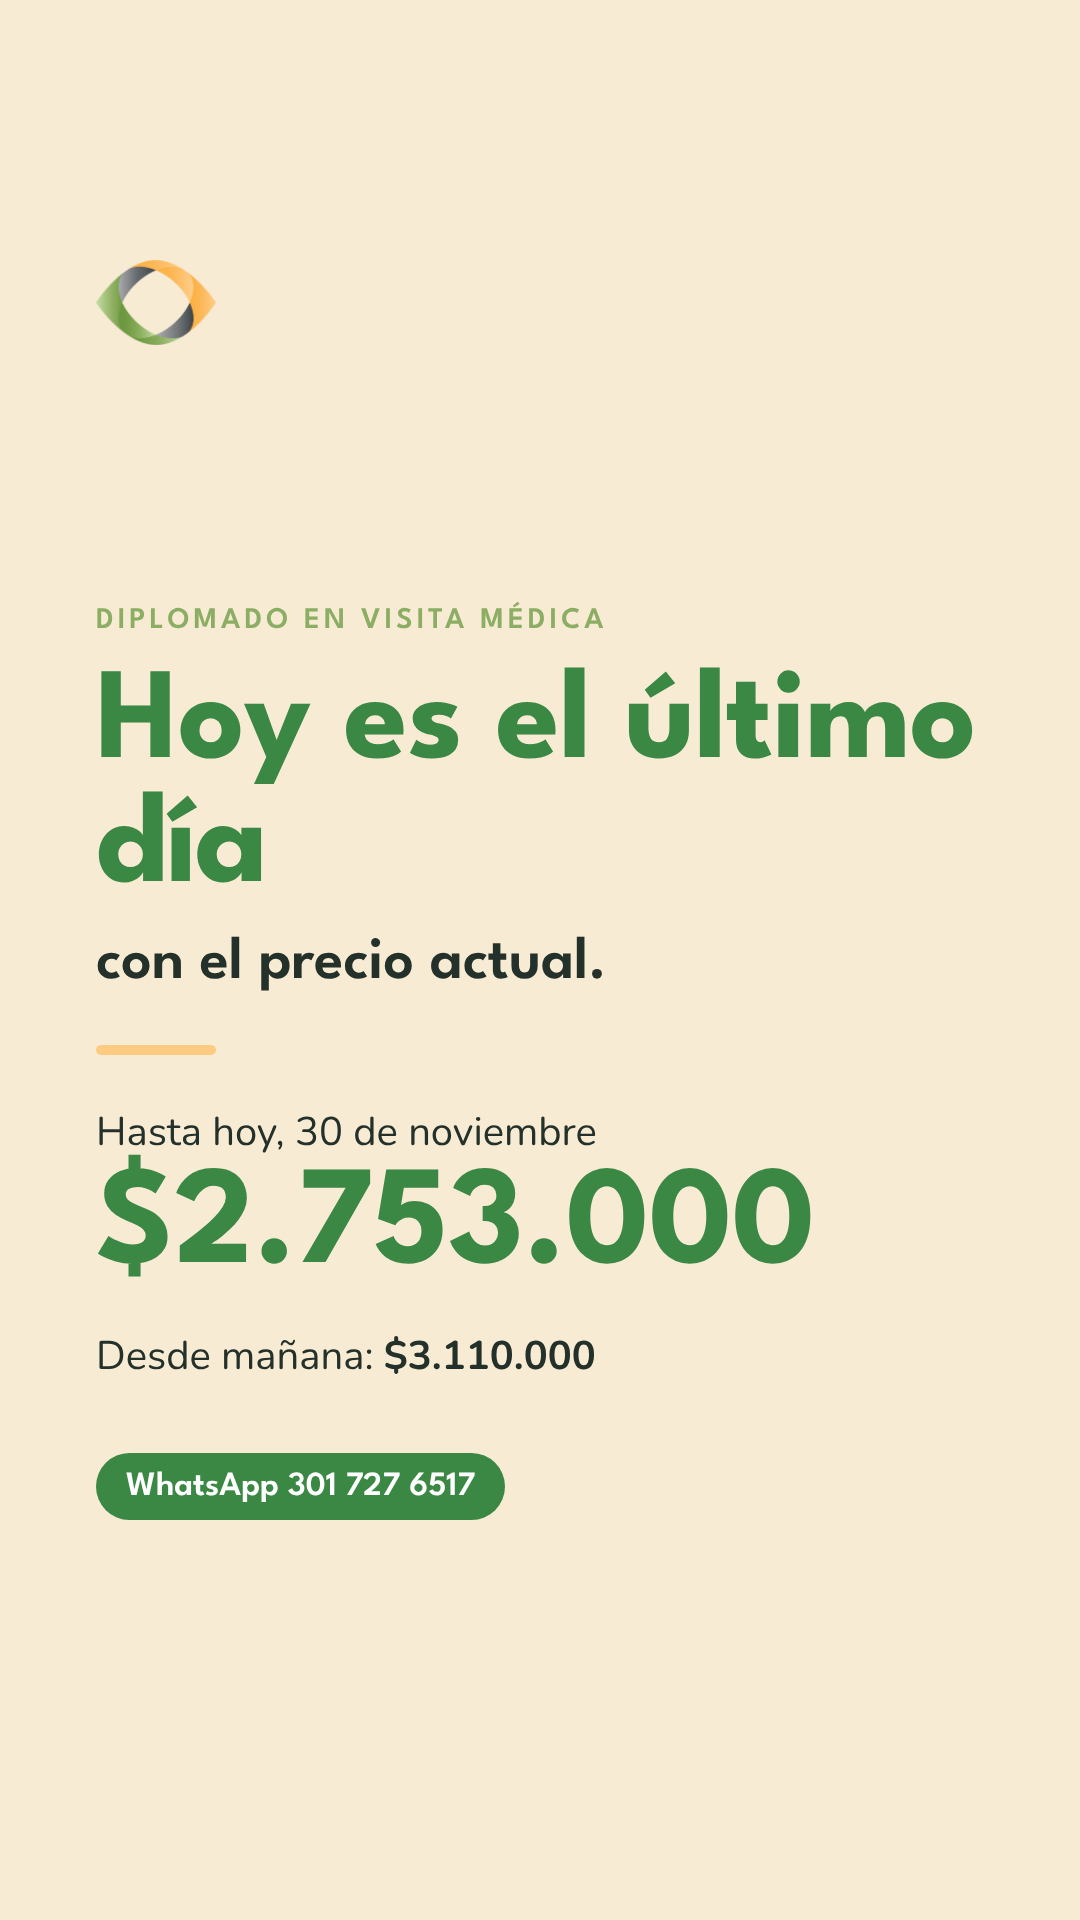 DIPLOMADO EN VISITA MÉDICA
Hoy es el último
día
con el precio actual.
Hasta hoy, 30 de noviembre
$2.753.000
Desde mañana: $3.110.000
WhatsApp 301 727 6517